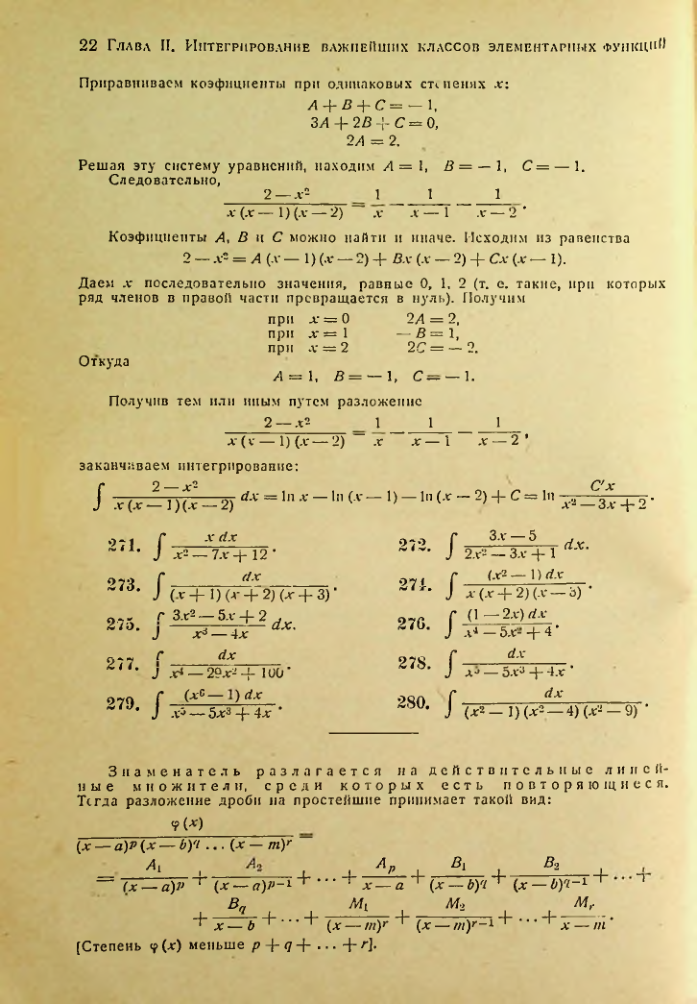 22 ГЛАВА II. ИНТЕГРИРОВАНИЕ ВАЖНЕЙШИХ КЛАССОВ ЭЛЕМЕНТАРНЫХ ФУНКЦИЙ
Приравниваем коэфициенты при одинаковых степенях x:
A + B + C = — 1,
3A + 2B + C = 0,
2A = 2.
Решая эту систему уравнений, находим A = 1, B = — 1, C = — 1.
Следовательно,
(2 — x²) / (x (x — 1) (x — 2)) = 1/x — 1/(x — 1) — 1/(x — 2).
Коэфициенты A, B и C можно найти и иначе. Исходим из равенства
2 — x² = A (x — 1) (x — 2) + Bx (x — 2) + Cx (x — 1).
Даем x последовательно значения, равные 0, 1, 2 (т. е. такие, при которых
ряд членов в правой части превращается в нуль). Получим
при x = 0 2A = 2,
при x = 1 — B = 1,
при x = 2 2C = — 2.
Откуда
A = 1, B = — 1, C = — 1.
Получив тем или иным путем разложение
(2 — x²) / (x (x — 1) (x — 2)) = 1/x — 1/(x — 1) — 1/(x — 2),
заканчиваем интегрирование:
∫ (2 — x²) / (x (x — 1) (x — 2)) dx = ln x — ln (x — 1) — ln (x — 2) + C = ln C'x / (x² — 3x + 2).
271. ∫ x dx / (x² — 7x + 12). 272. ∫ (3x — 5) / (2x² — 3x + 1) dx.
273. ∫ dx / ((x + 1) (x + 2) (x + 3)). 274. ∫ (x² — 1) dx / (x (x + 2) (x — 5)).
275. ∫ (3x² — 5x + 2) / (x³ — 4x) dx. 276. ∫ (1 — 2x) dx / (x⁴ — 5x² + 4).
277. ∫ dx / (x⁴ — 29x² + 100). 278. ∫ dx / (x⁵ — 5x³ + 4x).
279. ∫ (x⁶ — 1) dx / (x⁵ — 5x³ + 4x). 280. ∫ dx / ((x² — 1) (x² — 4) (x² — 9)).
Знаменатель разлагается на действительные линей-
ные множители, среди которых есть повторяющиеся.
Тогда разложение дроби на простейшие принимает такой вид:
φ (x) / ((x — a)ᵖ (x — b)^q ... (x — m)ʳ) =
= A₁/(x — a)ᵖ + A₂/(x — a)ᵖ⁻¹ + ... + Aₚ/(x — a) + B₁/(x — b)^q + B₂/(x — b)^(q-1) + ... +
+ B_q/(x — b) + ... + M₁/(x — m)ʳ + M₂/(x — m)ʳ⁻¹ + ... + Mᵣ/(x — m).
[Степень φ (x) меньше p + q + ... + r].